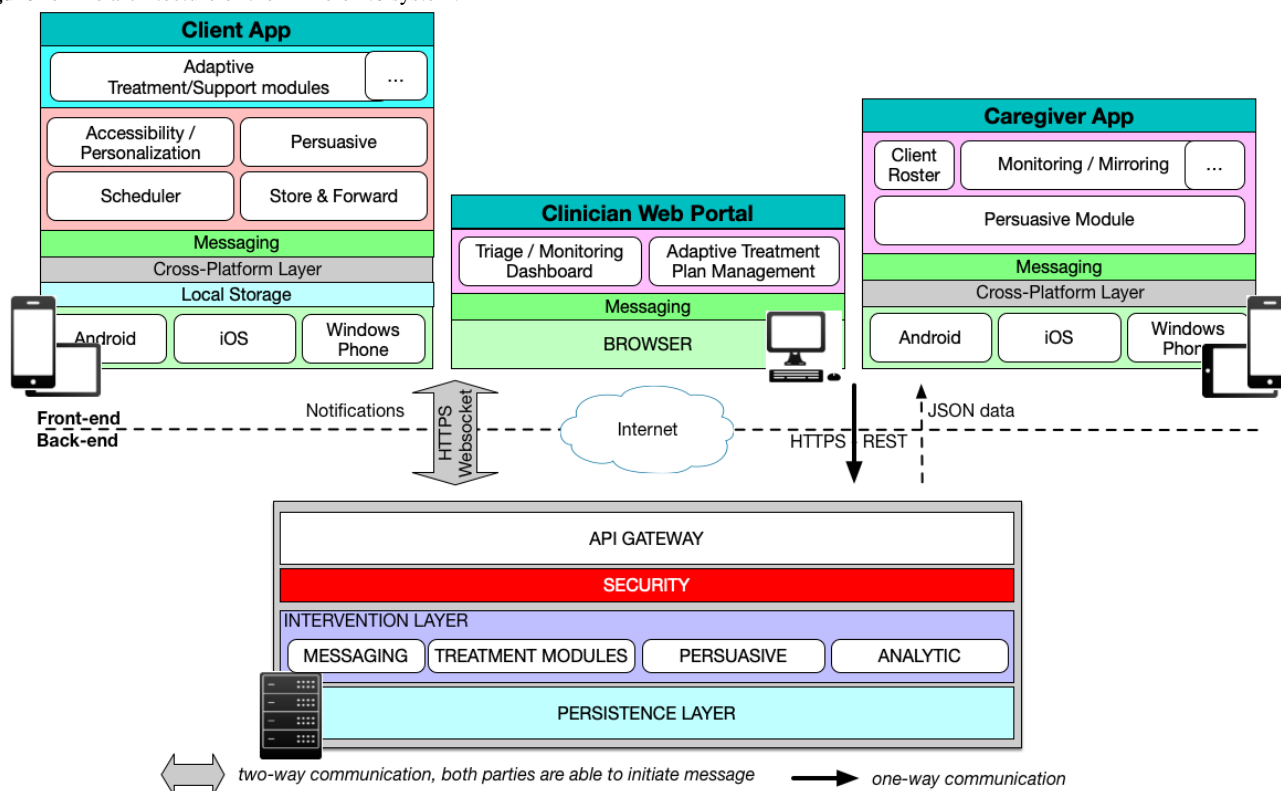 Client App
Adaptive
Treatment/Support modules
...
Accessibility /
Personalization
Persuasive
Scheduler
Store & Forward
Messaging
Cross-Platform Layer
Local Storage
Android
iOS
Windows
Phone
Clinician Web Portal
Triage / Monitoring
Dashboard
Adaptive Treatment
Plan Management
Messaging
BROWSER
Caregiver App
Client
Roster
Monitoring / Mirroring
...
Persuasive Module
Messaging
Cross-Platform Layer
Android
iOS
Windows
Phone
Front-end
Back-end
Notifications
HTTPS
Websocket
Internet
HTTPS
REST
JSON data
API GATEWAY
SECURITY
INTERVENTION LAYER
MESSAGING
TREATMENT MODULES
PERSUASIVE
ANALYTIC
PERSISTENCE LAYER
two-way communication, both parties are able to initiate message
one-way communication